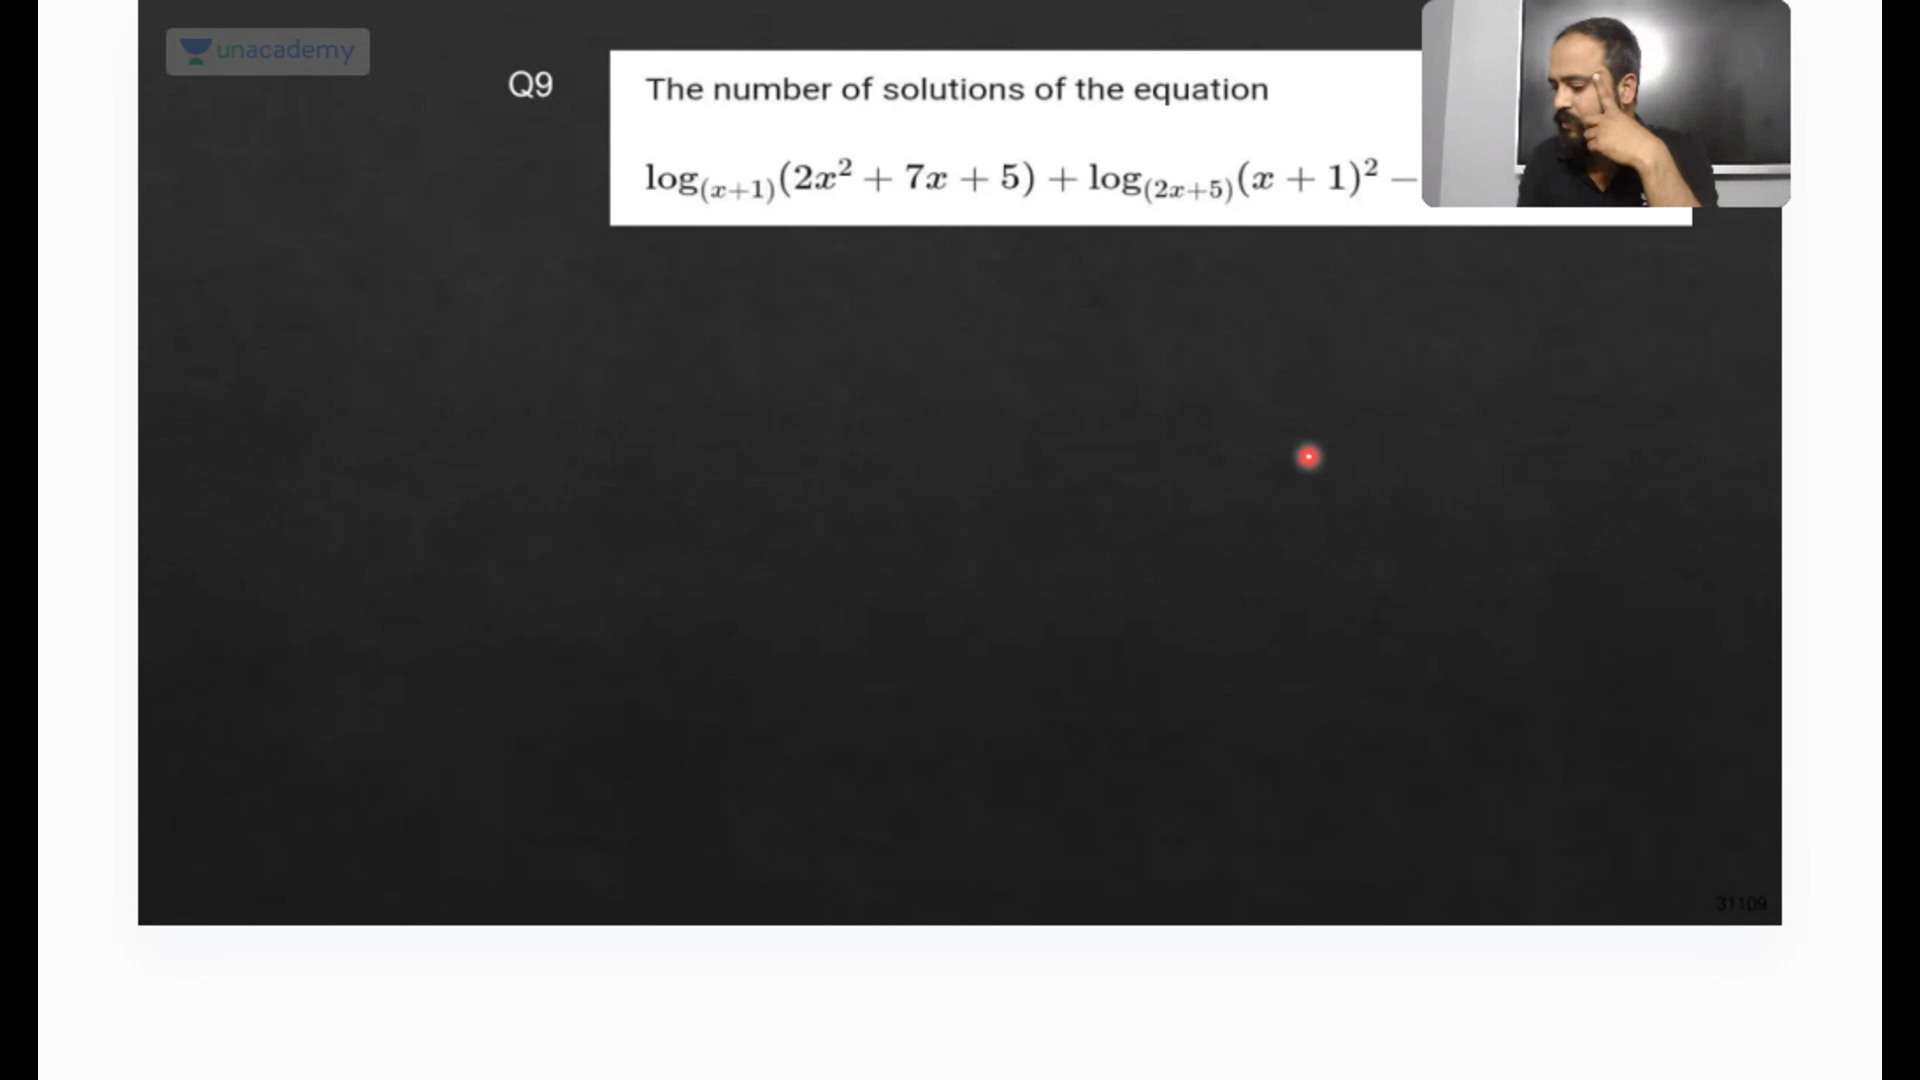 unacademy
Q9
The number of solutions of the equation
log₍ₓ₊₁₎(2x² + 7x + 5) + log₍₂ₓ₊₅₎(x + 1)² −
31109